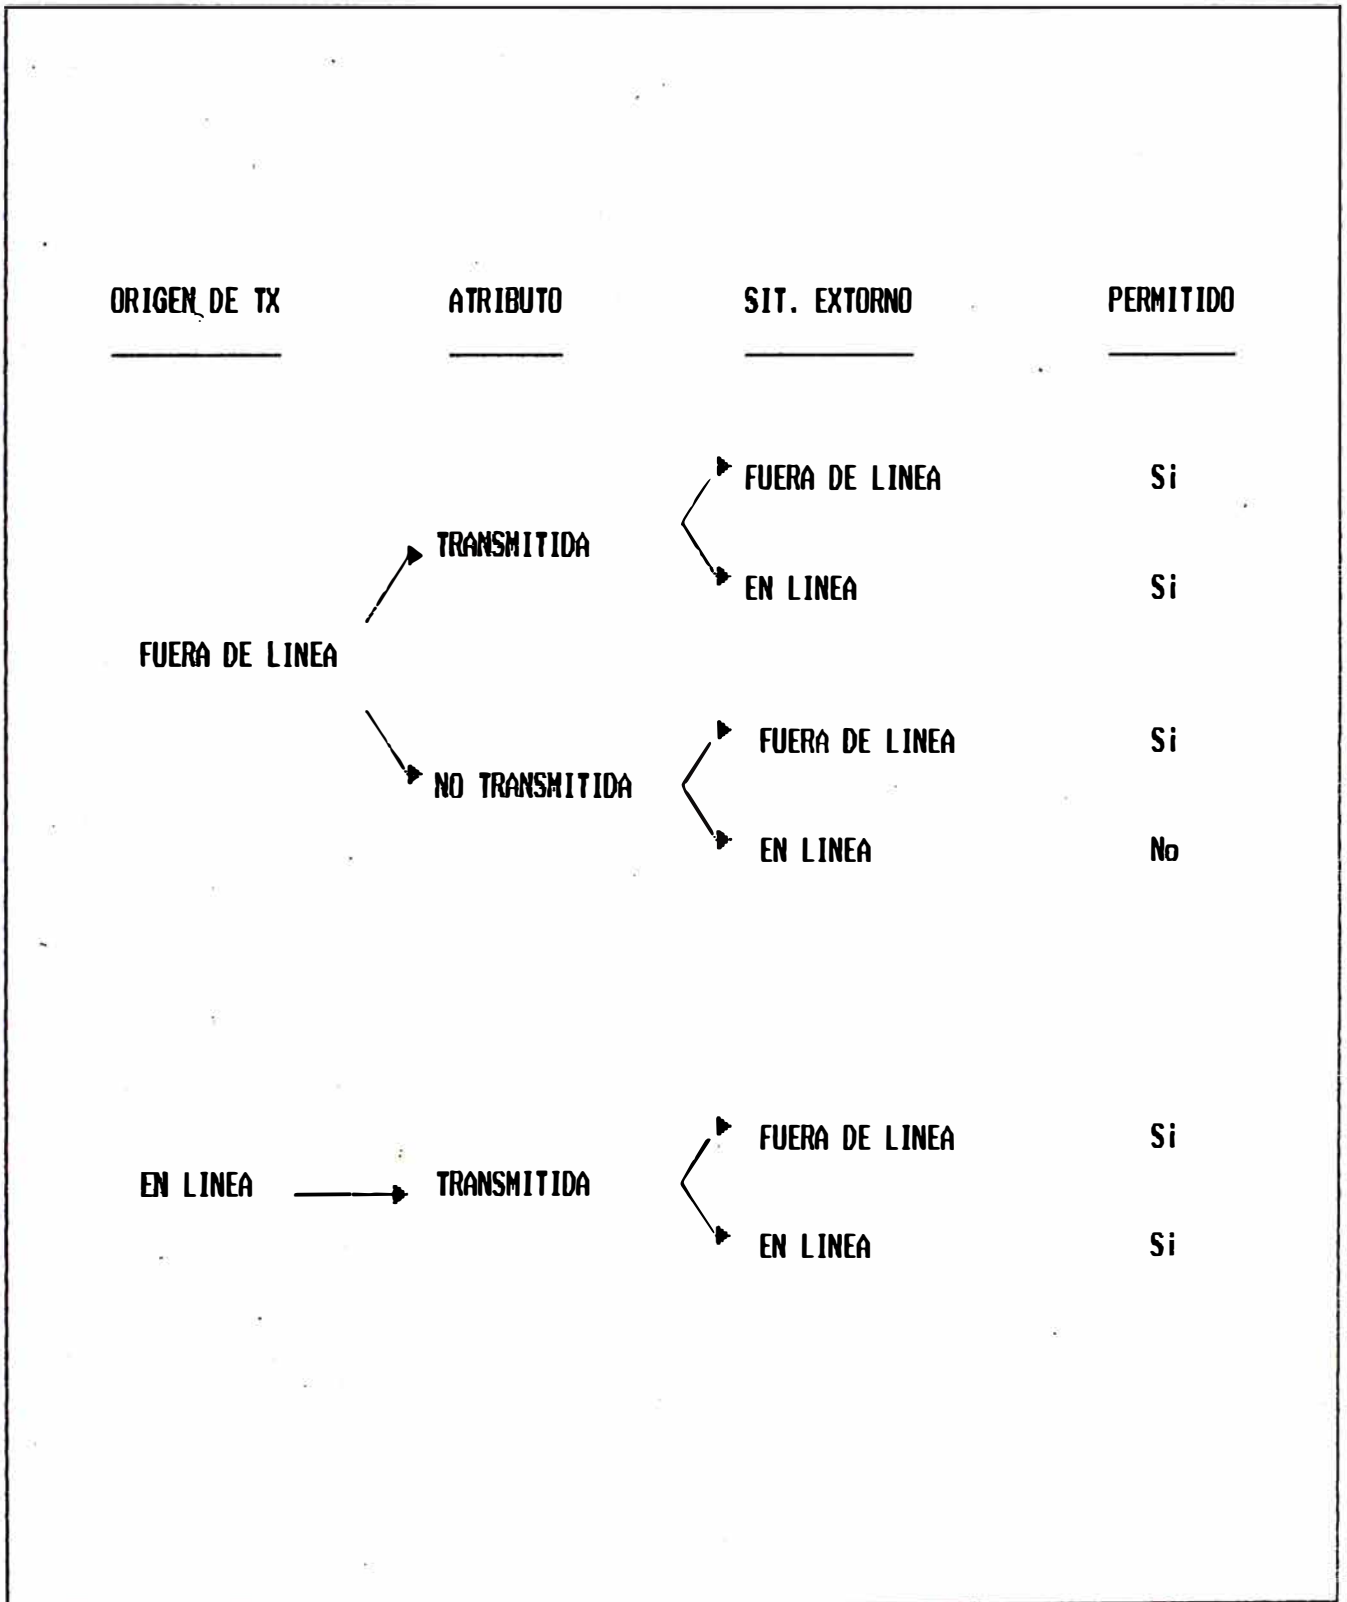 ORIGEN DE TX ATRIBUTO SIT. EXTORNO PERMITIDO
FUERA DE LINEA Si
TRANSMITIDA
EN LINEA Si
FUERA DE LINEA
FUERA DE LINEA Si
NO TRANSMITIDA
EN LINEA No
FUERA DE LINEA Si
EN LINEA TRANSMITIDA
EN LINEA Si